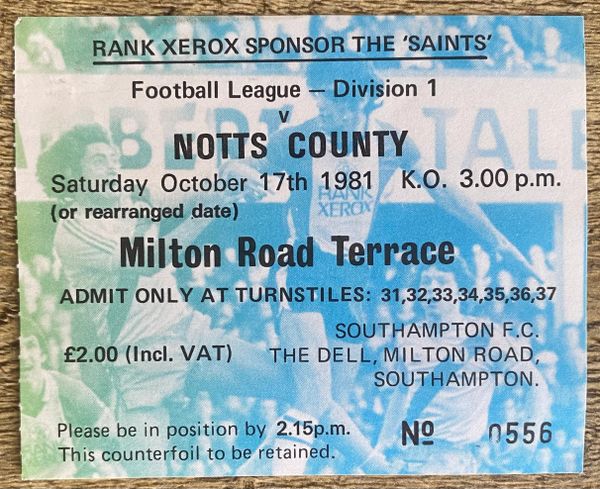 RANK XEROX SPONSOR THE 'SAINTS'
Football League – Division 1
v
NOTTS COUNTY
Saturday October 17th 1981 K.O. 3.00 p.m.
(or rearranged date)
RANK
XEROX
Milton Road Terrace
ADMIT ONLY AT TURNSTILES: 31,32,33,34,35,36,37
SOUTHAMPTON F.C.
£2.00 (Incl. VAT) THE DELL, MILTON ROAD,
SOUTHAMPTON.
Please be in position by 2.15p.m. No 0556
This counterfoil to be retained.